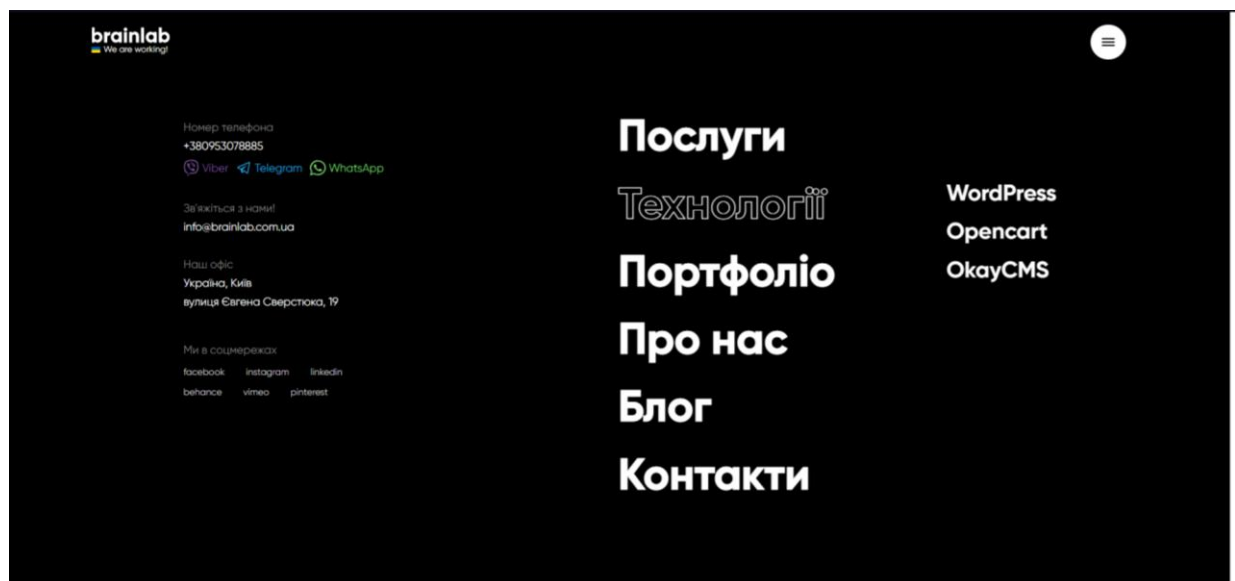 brainlab
We are working!
Номер телефона
+380953078885
Viber Telegram WhatsApp
Зв'яжіться з нами!
info@brainlab.com.ua
Наш офіс
Україна, Київ
вулиця Євгена Сверстюка, 19
Ми в соцмережах
facebook instagram linkedin
behance vimeo pinterest
Послуги
Технології
Портфоліо
Про нас
Блог
Контакти
WordPress
Opencart
OkayCMS